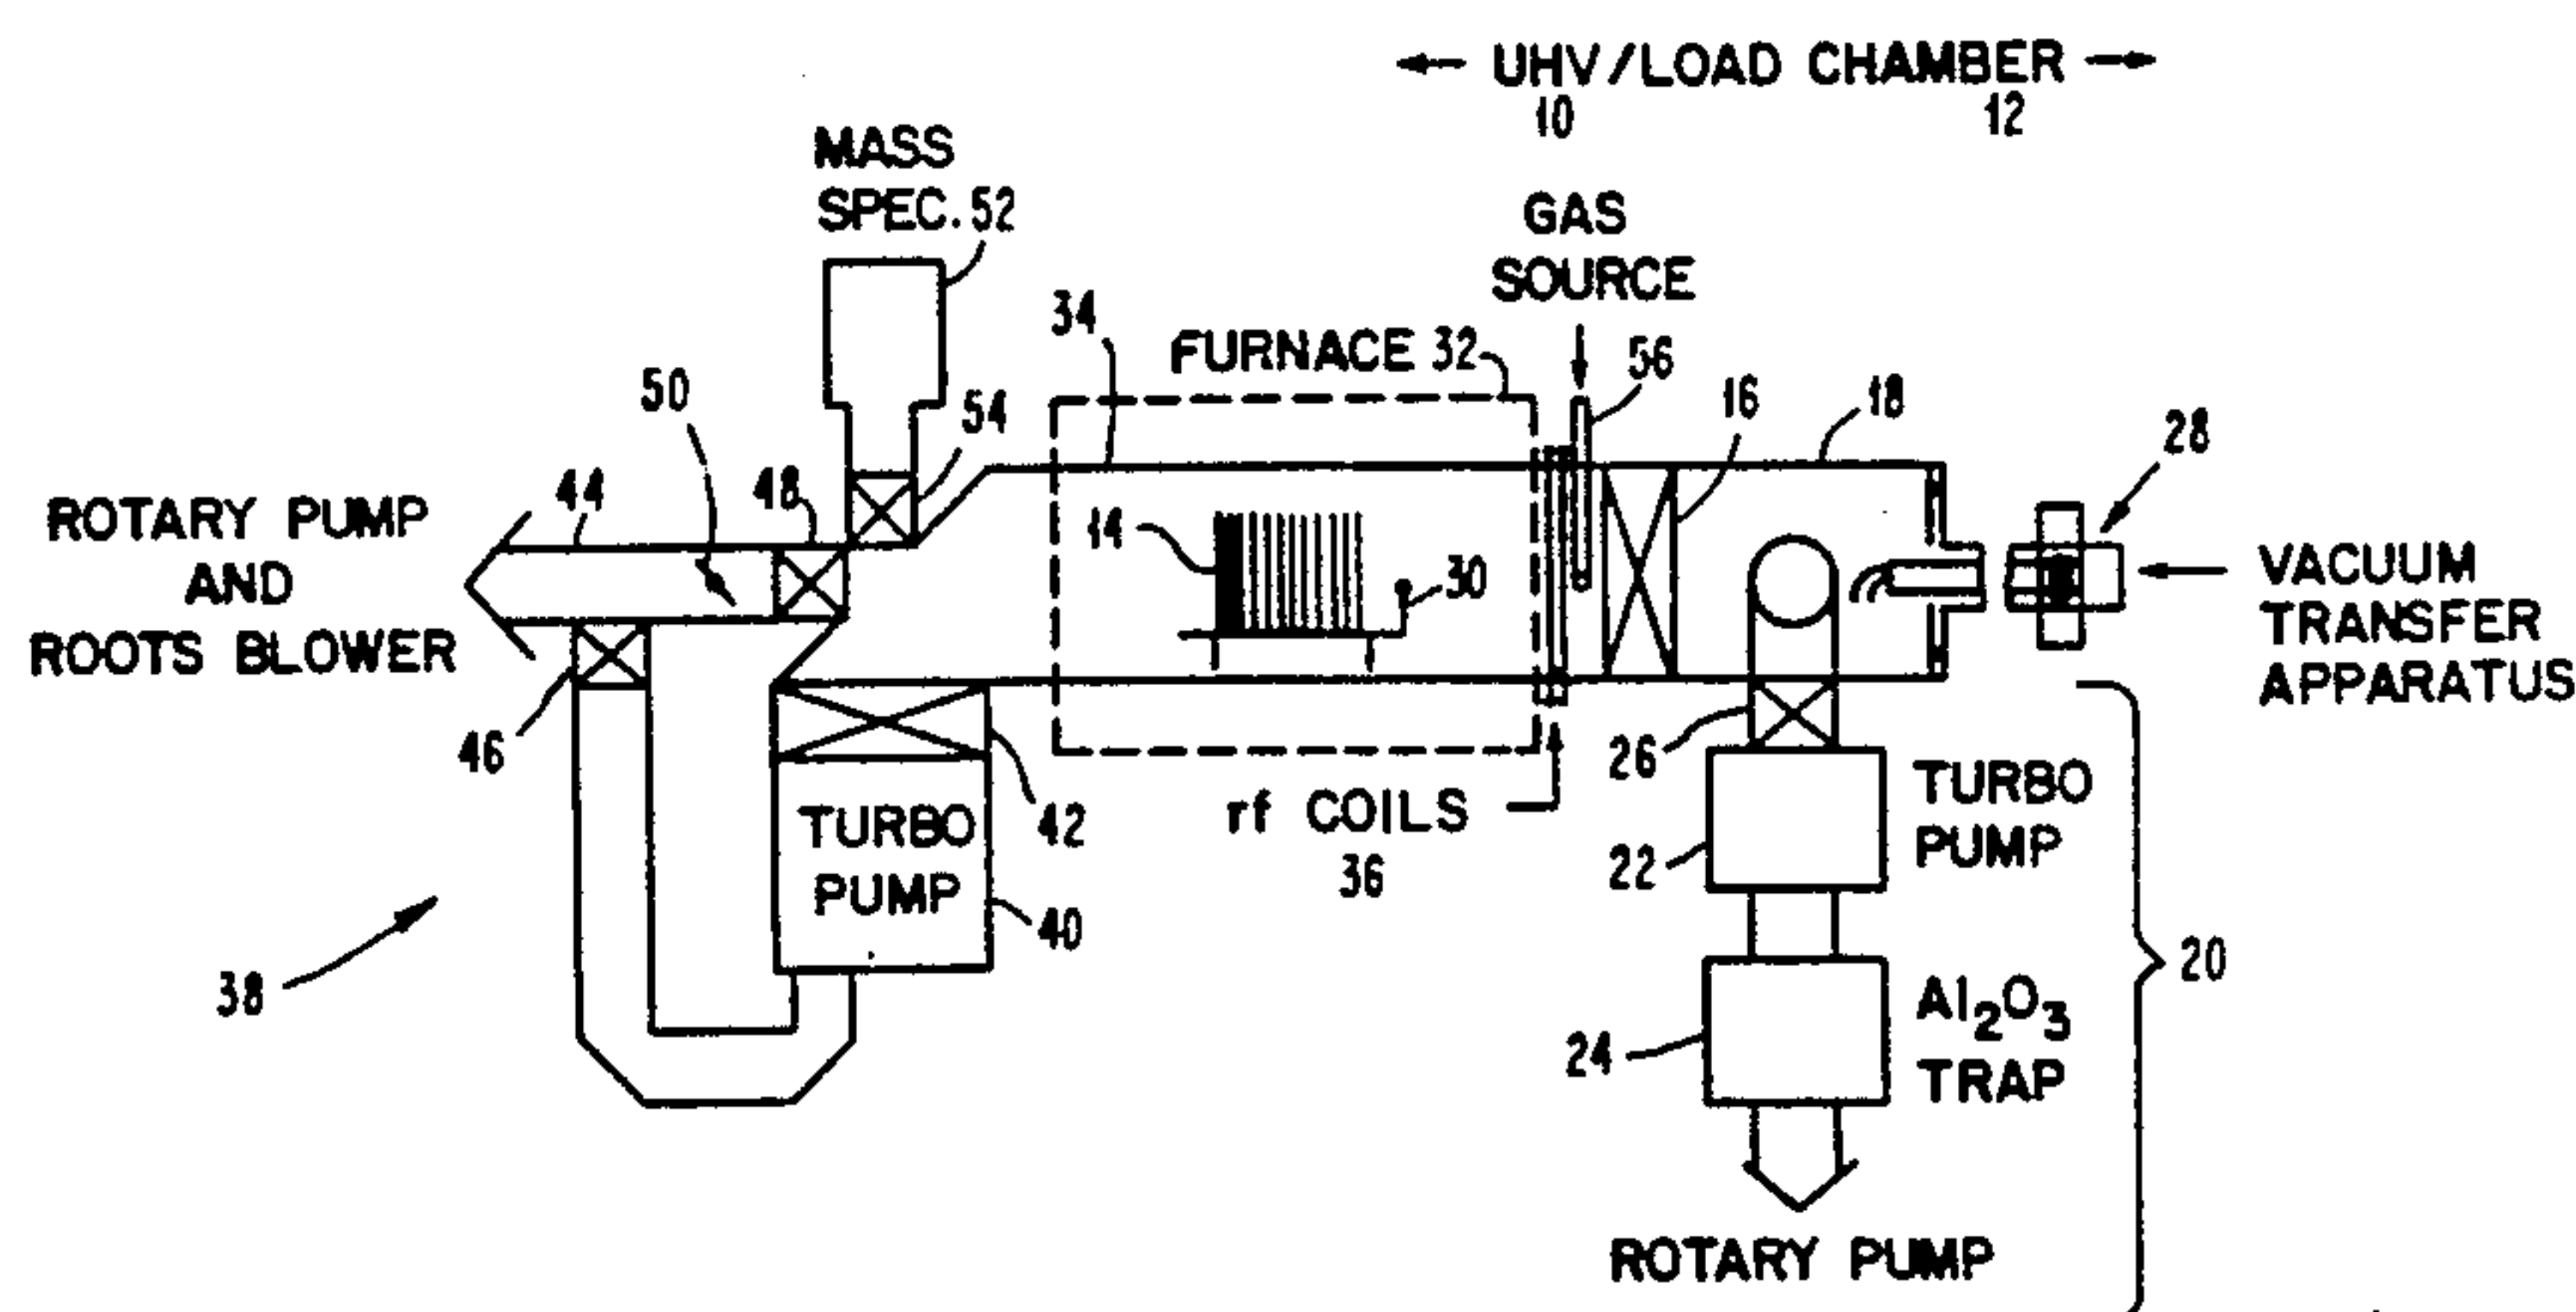 UHV/LOAD CHAMBER
10 12
MASS
SPEC. 52
GAS
SOURCE
34
FURNACE 32
56
50
54
16
18
28
ROTARY PUMP
AND
ROOTS BLOWER
44
48
14
30
VACUUM
TRANSFER
APPARATUS
46
42
26
rf COILS
36
TURBO
PUMP
40
22
TURBO
PUMP
38
20
24
Al2O3
TRAP
ROTARY PUMP